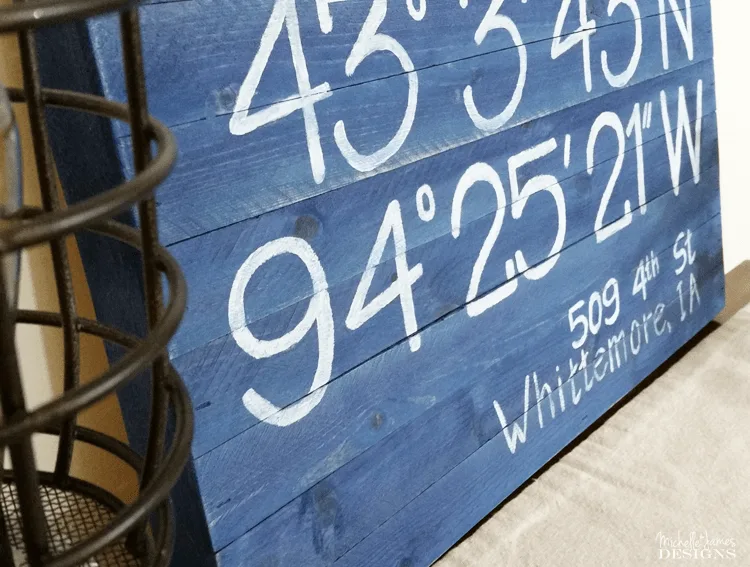 43° 3' 45 N
94° 25' 21" W
509 4th St
Whittemore, IA
Michelle James
DESIGNS